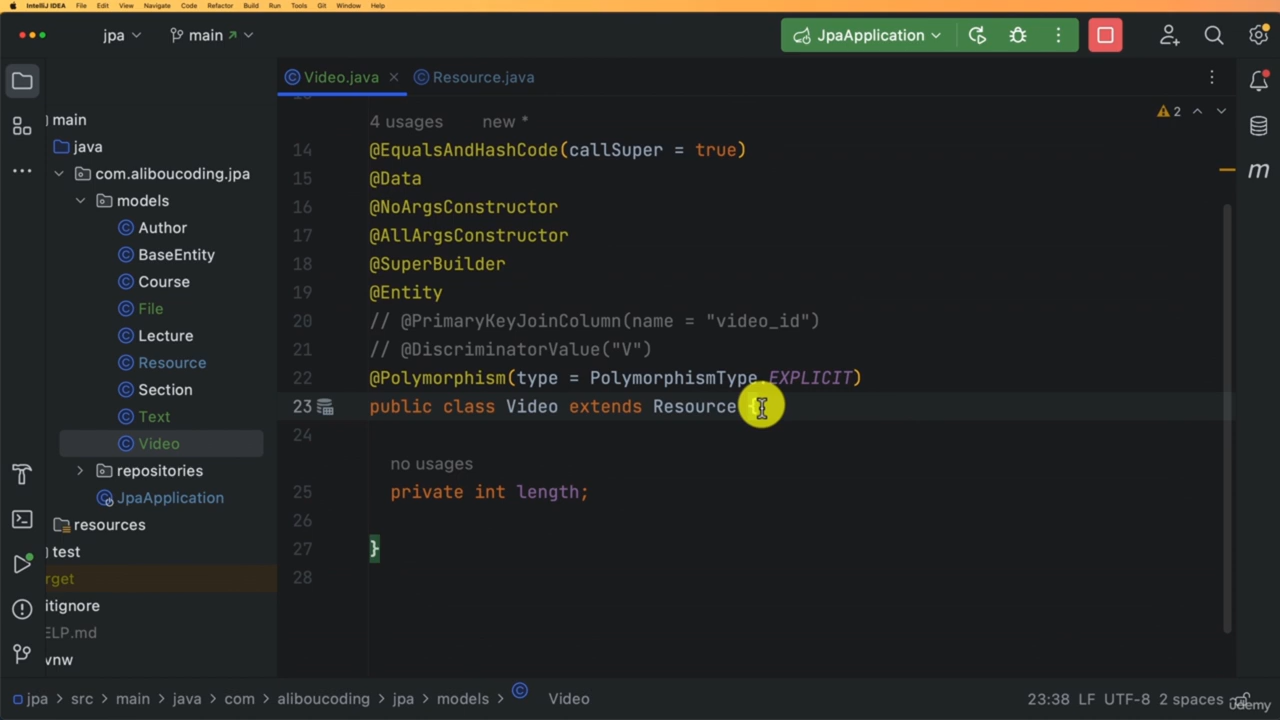 IntelliJ IDEA File Edit View Navigate Code Refactor Build Run Tools Git Window Help
jpa main JpaApplication
Video.java Resource.java
main
java
com.aliboucoding.jpa
models
Author
BaseEntity
Course
File
Lecture
Resource
Section
Text
Video
repositories
JpaApplication
resources
test
rget
itignore
ELP.md
vnw
4 usages new *
2
14 @EqualsAndHashCode(callSuper = true)
15 @Data
16 @NoArgsConstructor
17 @AllArgsConstructor
18 @SuperBuilder
19 @Entity
20 // @PrimaryKeyJoinColumn(name = "video_id")
21 // @DiscriminatorValue("V")
22 @Polymorphism(type = PolymorphismType.EXPLICIT)
23 public class Video extends Resource {
24
no usages
25 private int length;
26
27 }
28
m
jpa > src > main > java > com > aliboucoding > jpa > models > Video
23:38 LF UTF-8 2 spaces
udemy